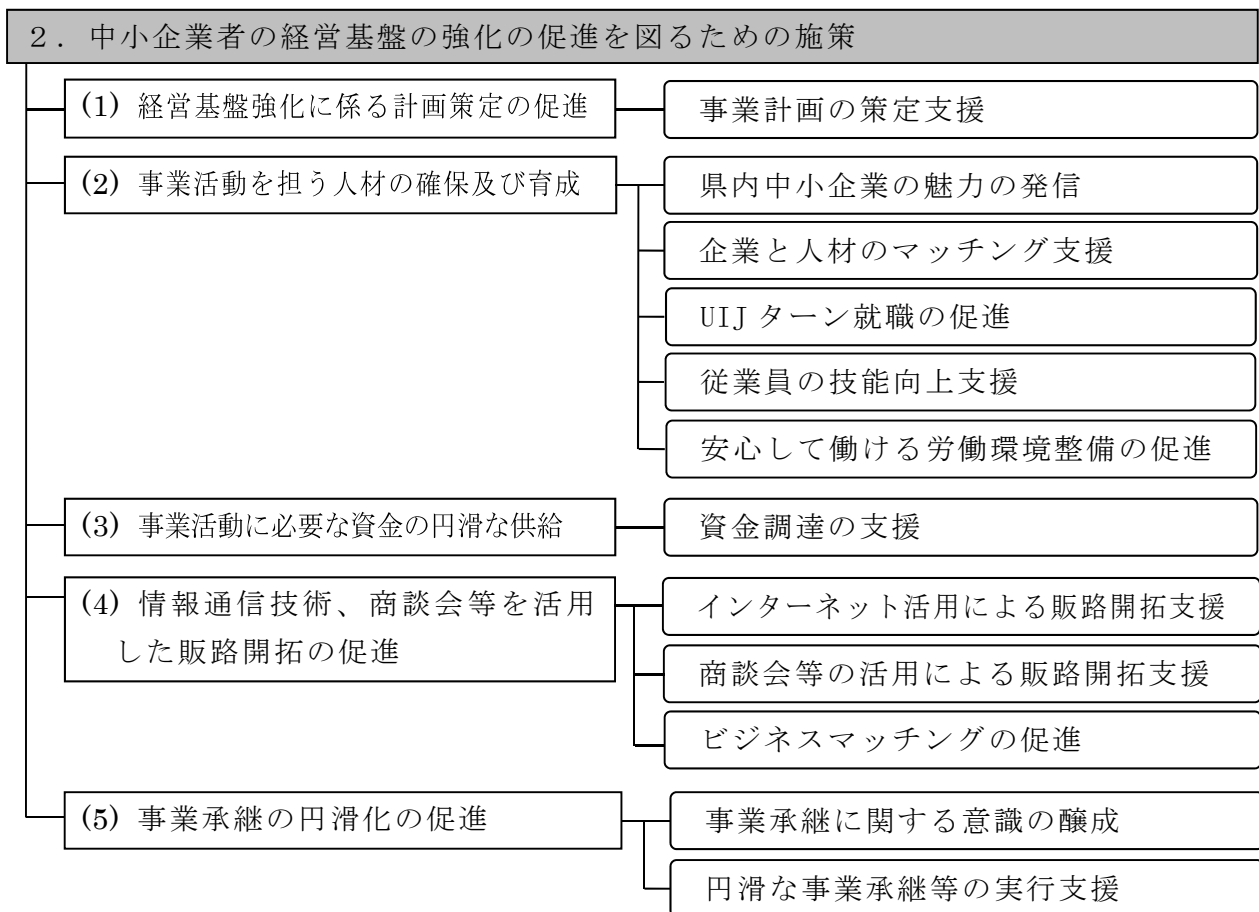 ２．中小企業者の経営基盤の強化の促進を図るための施策
(1) 経営基盤強化に係る計画策定の促進
事業計画の策定支援
(2) 事業活動を担う人材の確保及び育成
県内中小企業の魅力の発信
企業と人材のマッチング支援
UIJターン就職の促進
従業員の技能向上支援
安心して働ける労働環境整備の促進
(3) 事業活動に必要な資金の円滑な供給
資金調達の支援
(4) 情報通信技術、商談会等を活用
した販路開拓の促進
インターネット活用による販路開拓支援
商談会等の活用による販路開拓支援
ビジネスマッチングの促進
(5) 事業承継の円滑化の促進
事業承継に関する意識の醸成
円滑な事業承継等の実行支援